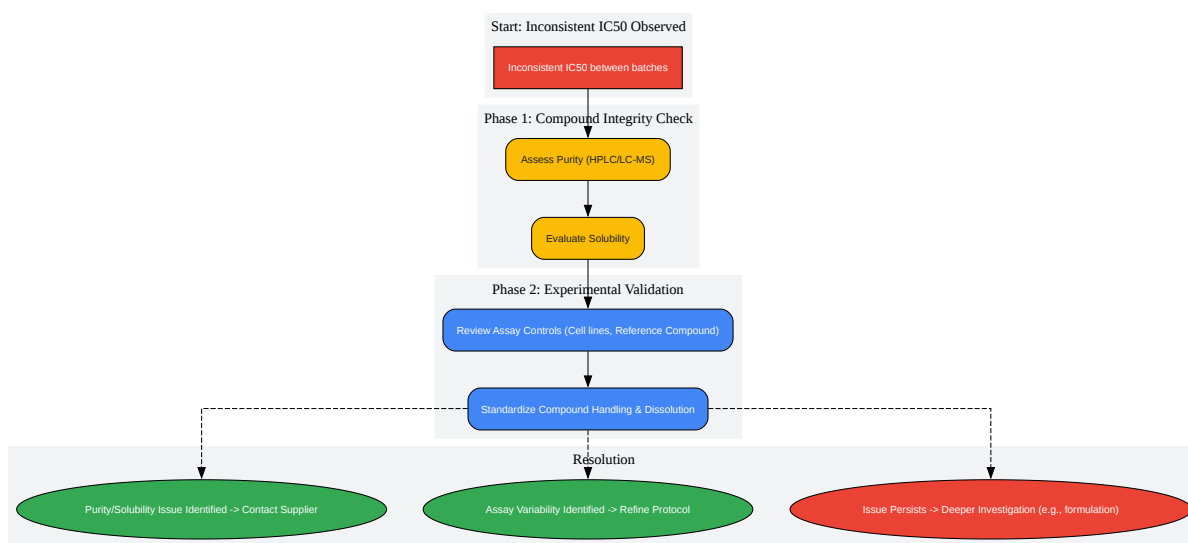 Start: Inconsistent IC50 Observed
Inconsistent IC50 between batches
Phase 1: Compound Integrity Check
Assess Purity (HPLC/LC-MS)
Evaluate Solubility
Phase 2: Experimental Validation
Review Assay Controls (Cell lines, Reference Compound)
Standardize Compound Handling & Dissolution
Resolution
Purity/Solubility Issue Identified -> Contact Supplier
Assay Variability Identified -> Refine Protocol
Issue Persists -> Deeper Investigation (e.g., formulation)